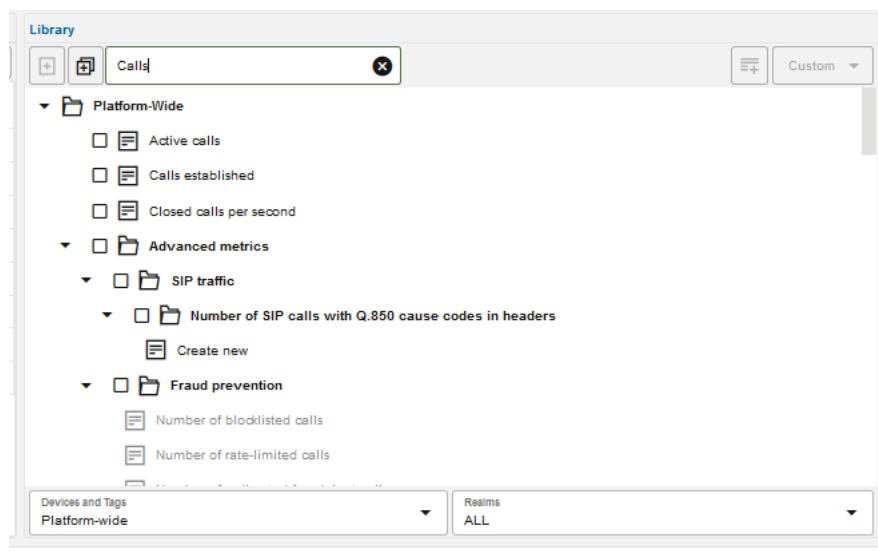 Library
Calls
Custom
Platform-Wide
Active calls
Calls established
Closed calls per second
Advanced metrics
SIP traffic
Number of SIP calls with Q.850 cause codes in headers
Create new
Fraud prevention
Number of blocklisted calls
Number of rate-limited calls
Devices and Tags
Platform-wide
Realms
ALL